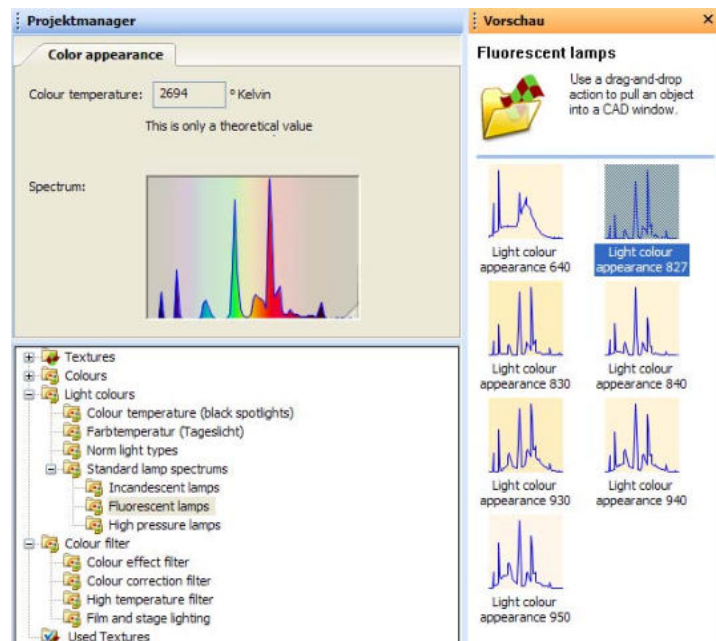 Projektmanager
Color appearance
Colour temperature: 2694 ° Kelvin
This is only a theoretical value
Spectrum:
Textures
Colours
Light colours
Colour temperature (black spotlights)
Farbtemperatur (Tageslicht)
Norm light types
Standard lamp spectrums
Incandescent lamps
Fluorescent lamps
High pressure lamps
Colour filter
Colour effect filter
Colour correction filter
High temperature filter
Film and stage lighting
Used Textures
Vorschau
Fluorescent lamps
Use a drag-and-drop
action to pull an object
into a CAD window.
Light colour
appearance 640
Light colour
appearance 827
Light colour
appearance 830
Light colour
appearance 840
Light colour
appearance 930
Light colour
appearance 940
Light colour
appearance 950